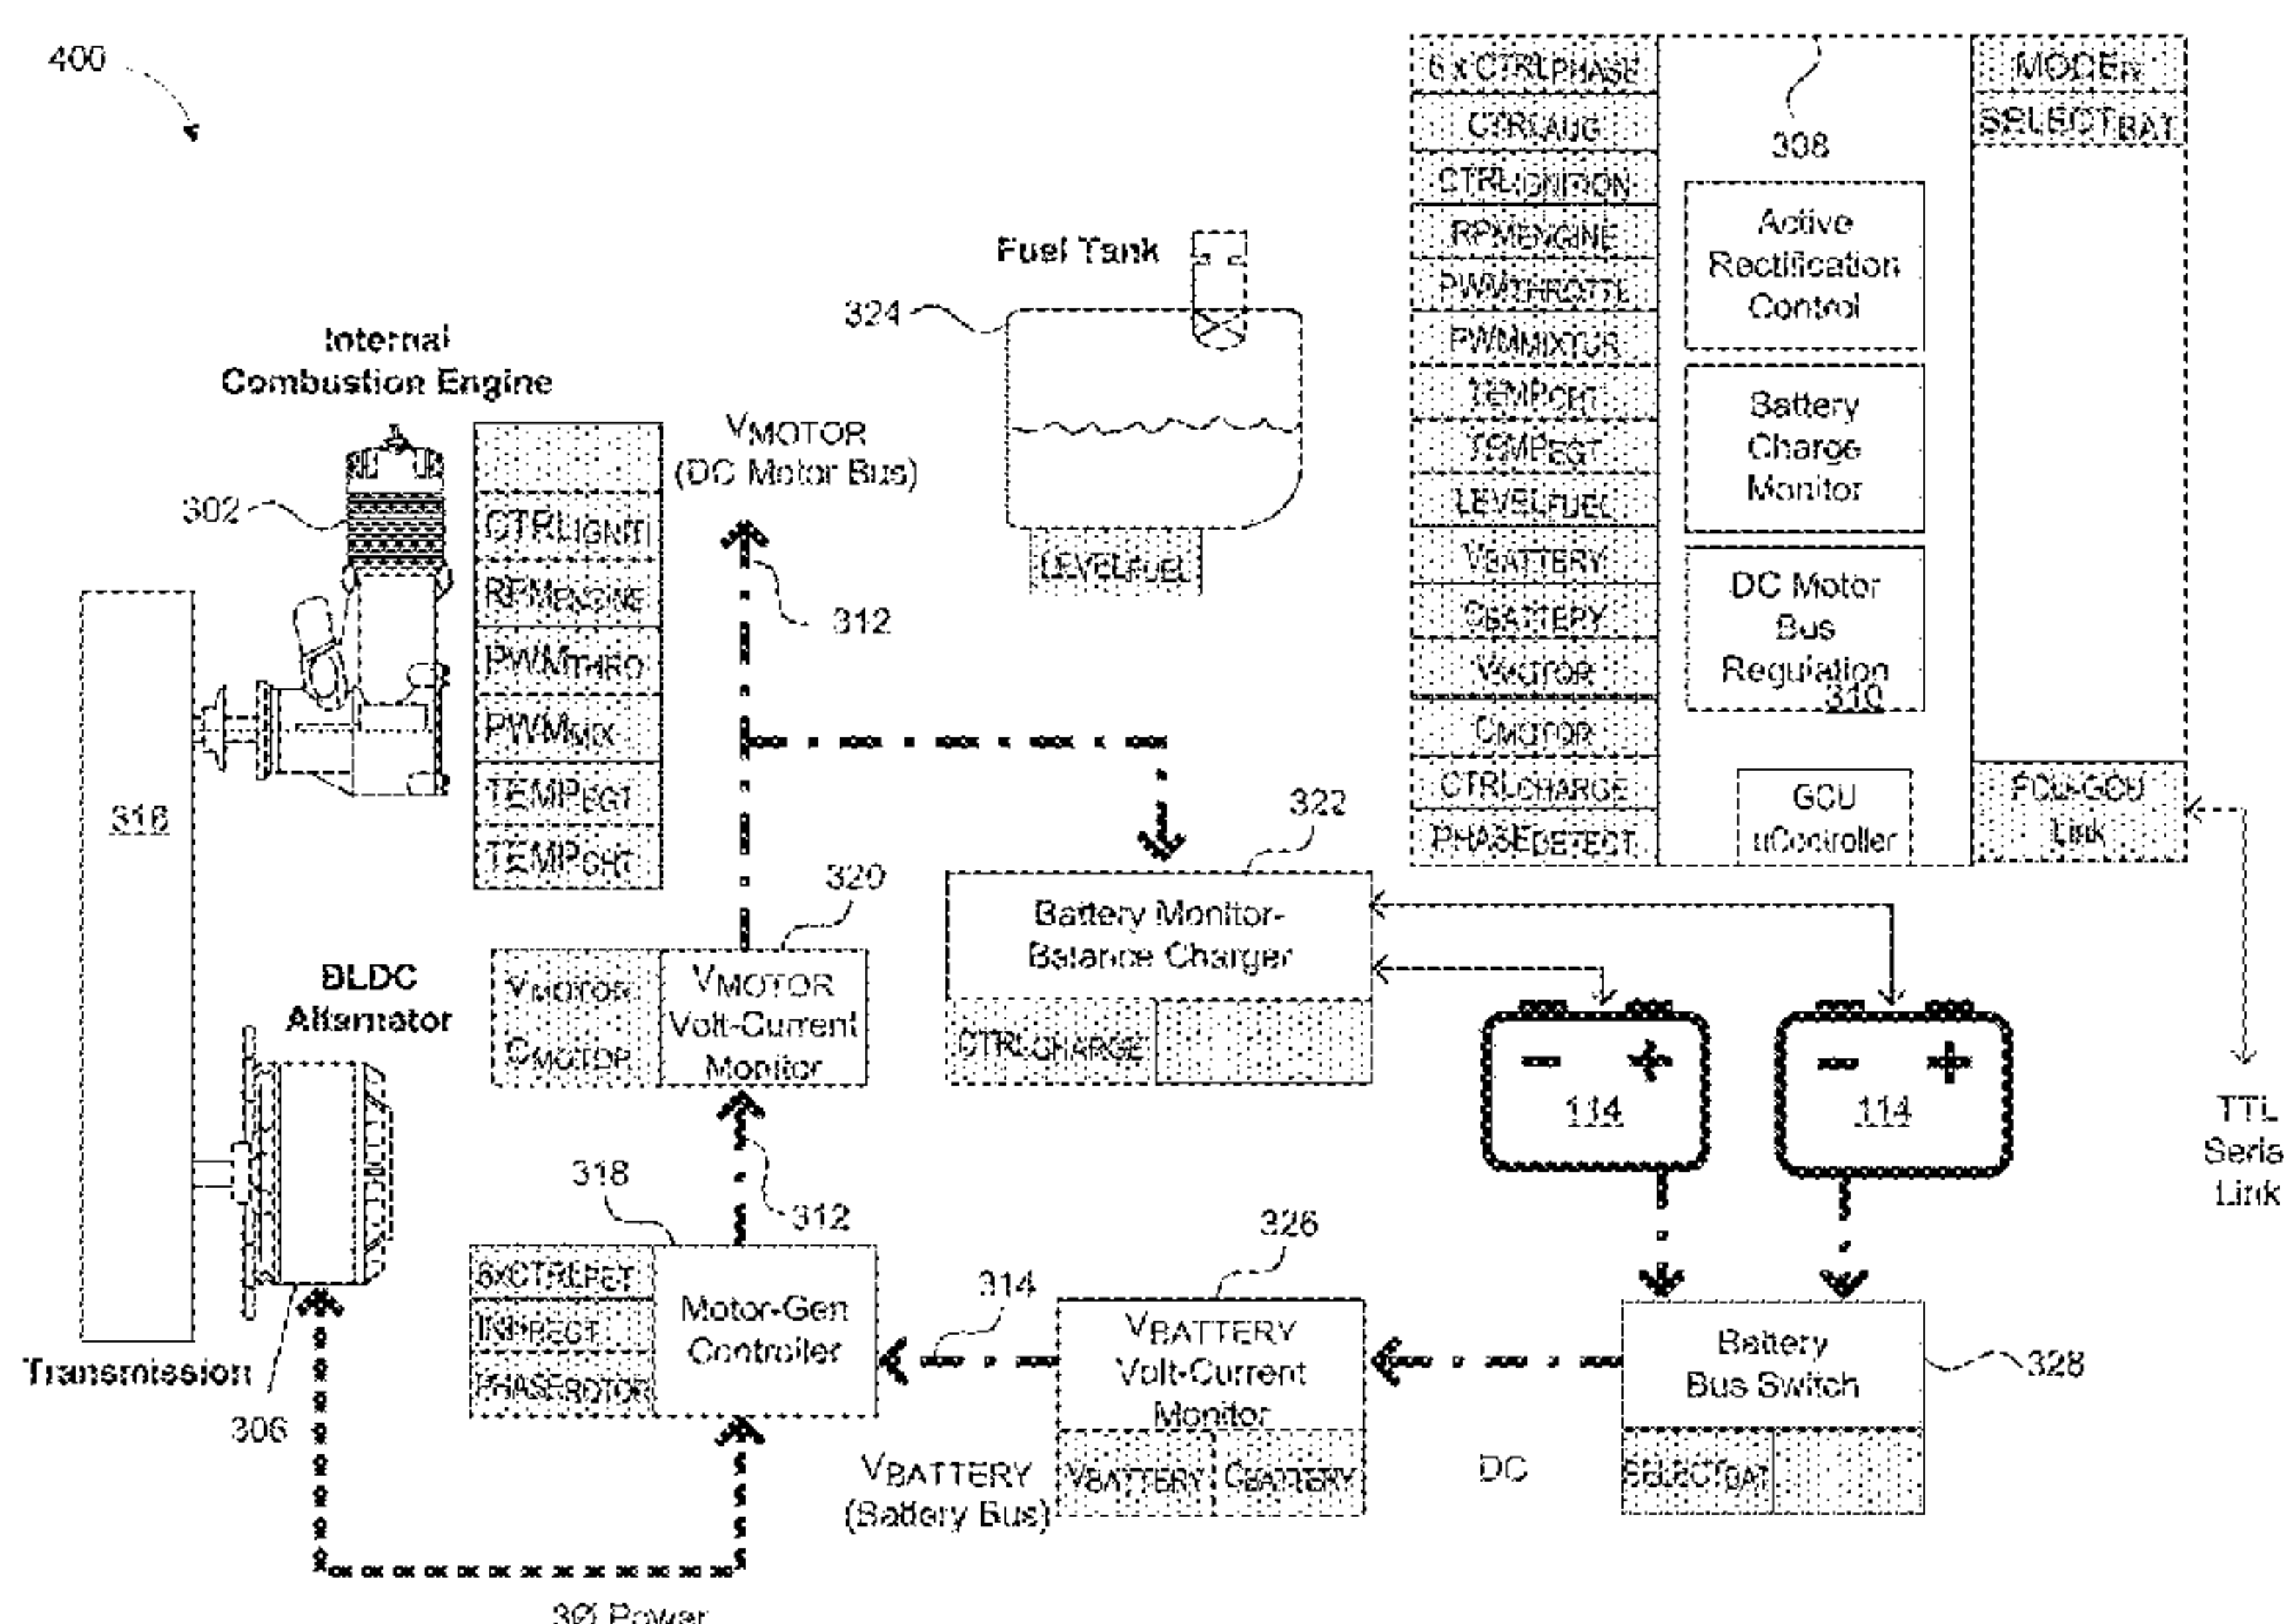 400
Internal
Combustion Engine
302
CTRLIGNITI
RPMENGINE
PWMTHRO
PWMMIX
TEMPEGT
TEMPCHT
316
BLDC
Alternator
Transmission
306
3Ø Power
VMOTOR
(DC Motor Bus)
312
320
VMOTOR
CMOTOR
VMOTOR
Volt-Current
Monitor
312
318
6xCTRLFET
PHASEROTOR
Motor-Gen
Controller
Fuel Tank
324
LEVELFUEL
322
Battery Monitor-
Balance Charger
CTRLCHARGE
314
326
VBATTERY
Volt-Current
Monitor
VBATTERY
CBATTERY
VBATTERY
(Battery Bus)
DC
114
114
Battery
Bus Switch
328
SELECTBAT
6 x CTRLPHASE
CTRLAUG
CTRLIGNITION
RPMENGINE
PWMTHROTTL
PWMMIXTUR
TEMPCHT
TEMPEGT
LEVELFUEL
VBATTERY
CBATTERY
VMOTOR
CMOTOR
CTRLCHARGE
PHASEDETECT
308
Active
Rectification
Control
Battery
Charge
Monitor
DC Motor
Bus
Regulation
310
GCU
uController
SELECTBAT
FCU-GCU
Link
TTL
Seria
Link